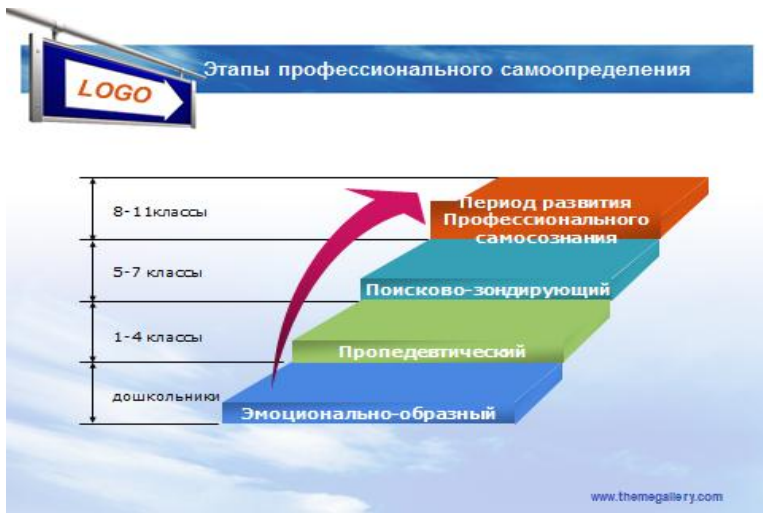 LOGO
Этапы профессионального самоопределения
8-11классы
Период развития
Профессионального
самосознания
5-7 классы
Поисково-зондирующий
1-4 классы
Пропедевтический
дошкольники
Эмоционально-образный
www.themegallery.com